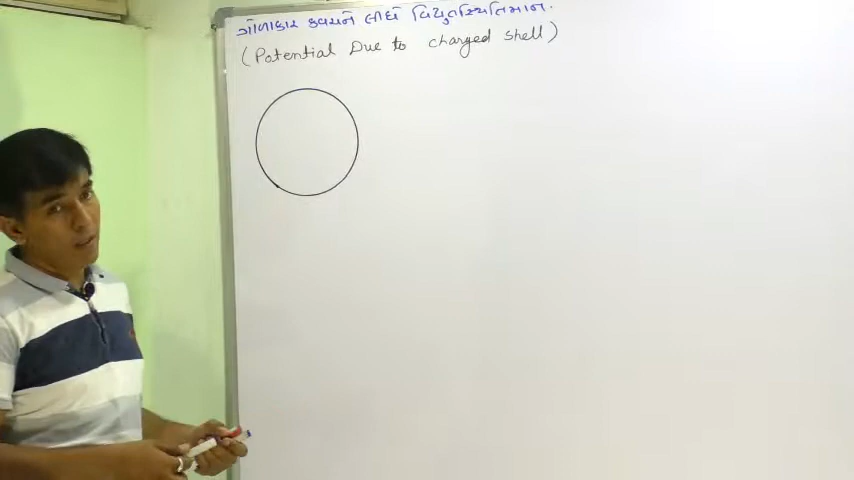 ગોળાકાર કવચને લીધે વિદ્યુતસ્થિતિમાન.
(Potential Due to charged shell)